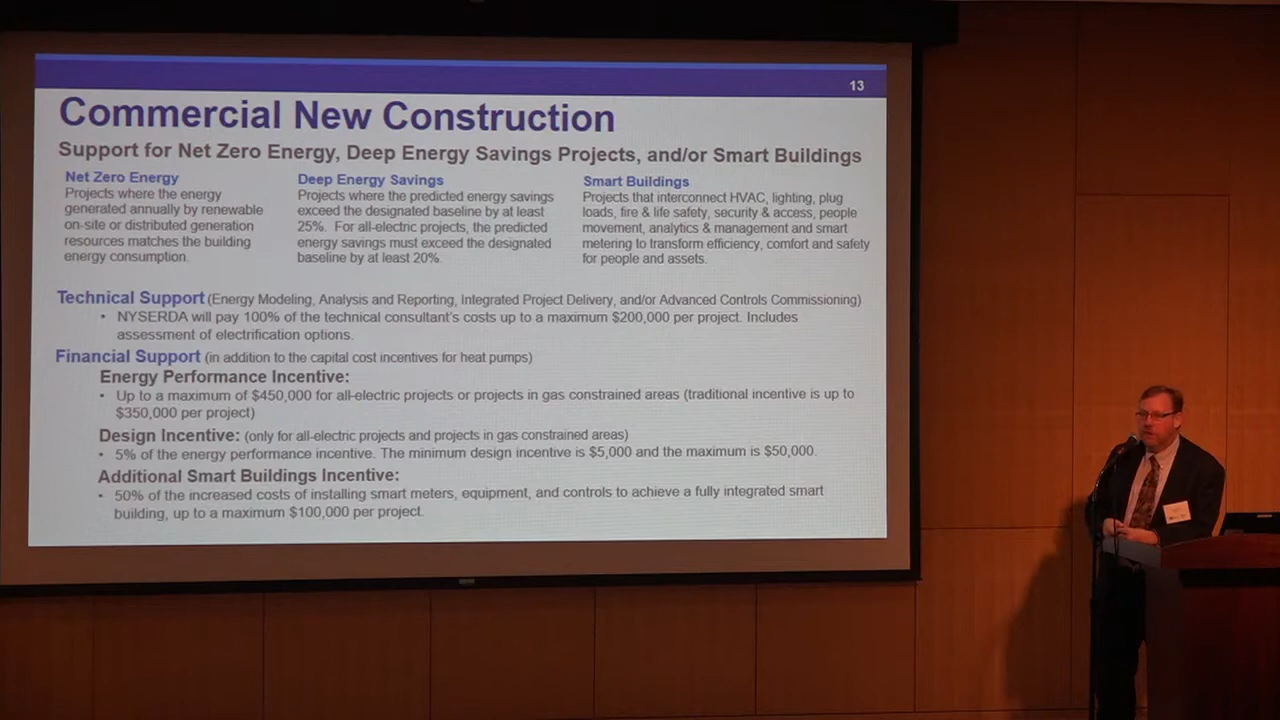 13
Commercial New Construction
Support for Net Zero Energy, Deep Energy Savings Projects, and/or Smart Buildings
Net Zero Energy
Projects where the energy
generated annually by renewable
on-site or distributed generation
resources matches the building
energy consumption.
Deep Energy Savings
Projects where the predicted energy savings
exceed the designated baseline by at least
25%. For all-electric projects, the predicted
energy savings must exceed the designated
baseline by at least 20%.
Smart Buildings
Projects that interconnect HVAC, lighting, plug
loads, fire & life safety, security & access, people
movement, analytics & management and smart
metering to transform efficiency, comfort and safety
for people and assets.
Technical Support (Energy Modeling, Analysis and Reporting, Integrated Project Delivery, and/or Advanced Controls Commissioning)
• NYSERDA will pay 100% of the technical consultant's costs up to a maximum $200,000 per project. Includes
assessment of electrification options.
Financial Support (in addition to the capital cost incentives for heat pumps)
Energy Performance Incentive:
• Up to a maximum of $450,000 for all-electric projects or projects in gas constrained areas (traditional incentive is up to
$350,000 per project)
Design Incentive: (only for all-electric projects and projects in gas constrained areas)
• 5% of the energy performance incentive. The minimum design incentive is $5,000 and the maximum is $50,000.
Additional Smart Buildings Incentive:
• 50% of the increased costs of installing smart meters, equipment, and controls to achieve a fully integrated smart
building, up to a maximum $100,000 per project.